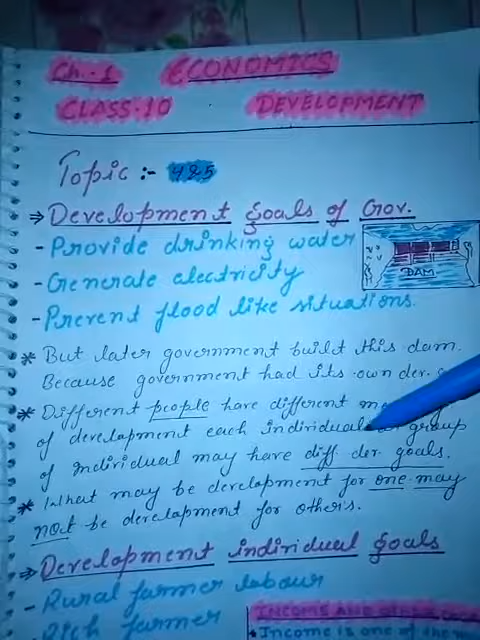 Ch.-1 ECONOMICS
CLASS-10 DEVELOPMENT
Topic :- 4&5
⇒ Development goals of Gov.
- Provide drinking water
- Generate electricity
DAM
- Prevent flood like situations.
* But later government built this dam.
Because government had its own dev.
* Different people have different
of development each individual group
of individual may have diff dev goals.
* What may be development for one may
not be development for other's.
⇒ Development individual goals
- Rural farmer labour
- Rich farmer
INCOME AND
• Income is one of the